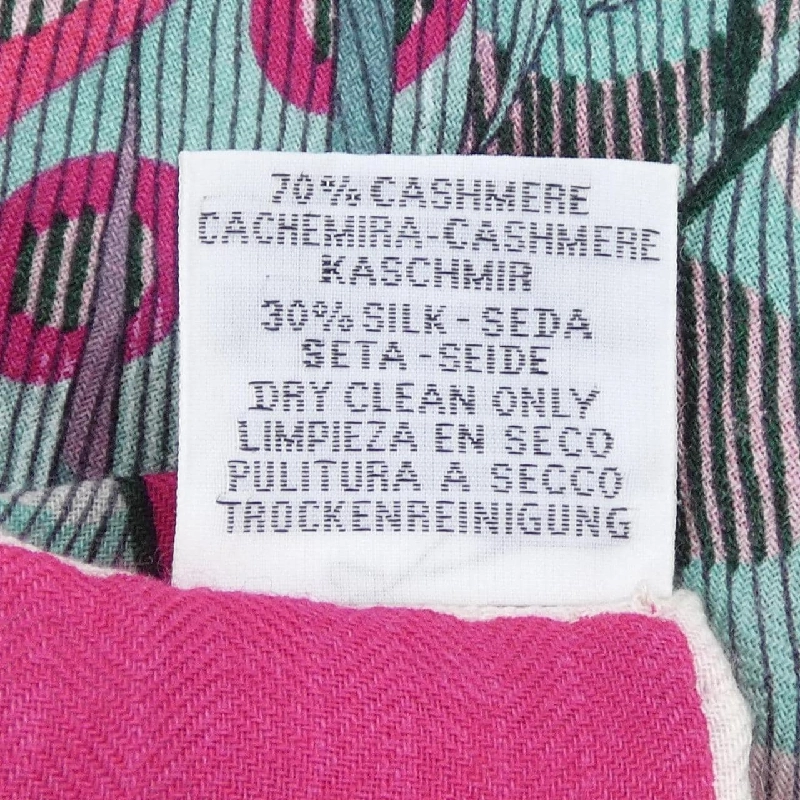 70% CASHMERE
CACHEMIRA-CASHMERE
KASCHMIR
30% SILK - SEDA
SETA - SEIDE
DRY CLEAN ONLY
LIMPIEZA EN SECO
PULITURA A SECCO
TROCKENREINIGUNG